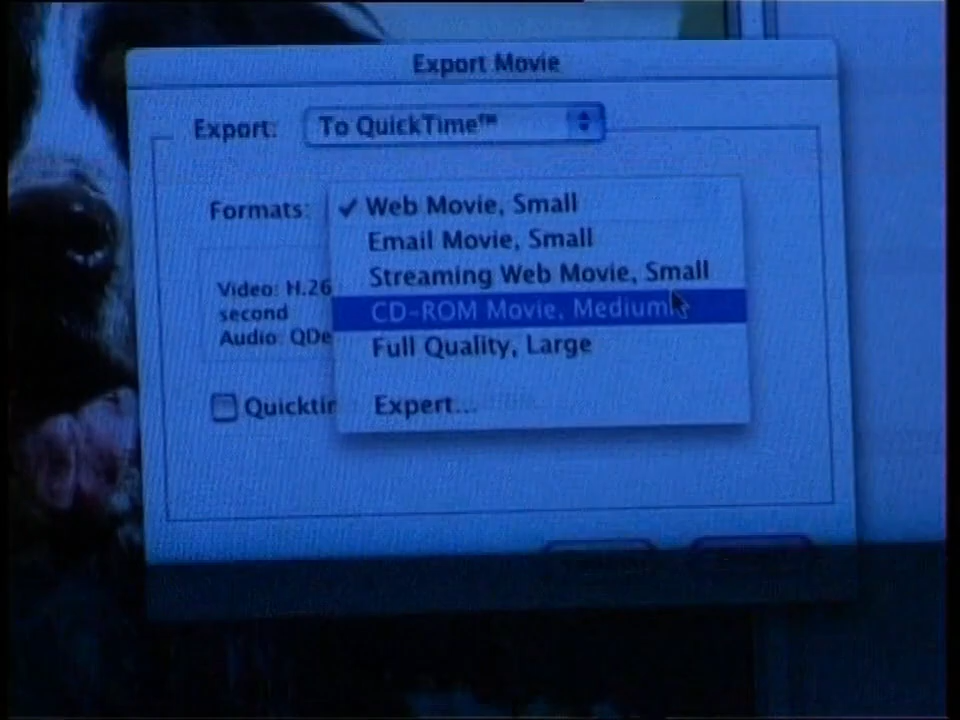 Export Movie
Export: To QuickTime™
Formats: ✓ Web Movie, Small
Email Movie, Small
Streaming Web Movie, Small
CD-ROM Movie, Medium
Full Quality, Large
Expert...
Video: H.26
second
Audio: QDe
Quicktim